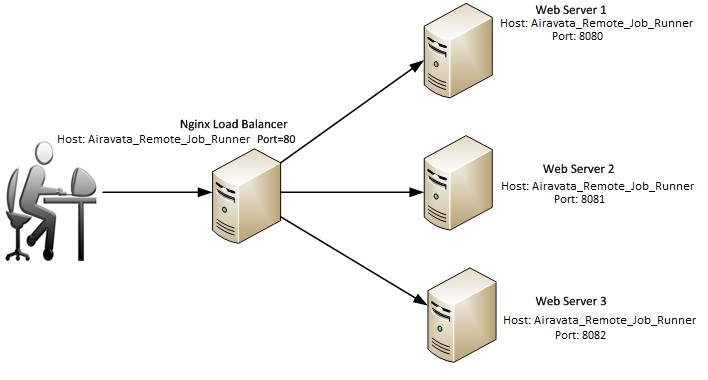 Web Server 1
Host: Airavata_Remote_Job_Runner
Port: 8080
Nginx Load Balancer
Host: Airavata_Remote_Job_Runner Port=80
Web Server 2
Host: Airavata_Remote_Job_Runner
Port: 8081
Web Server 3
Host: Airavata_Remote_Job_Runner
Port: 8082